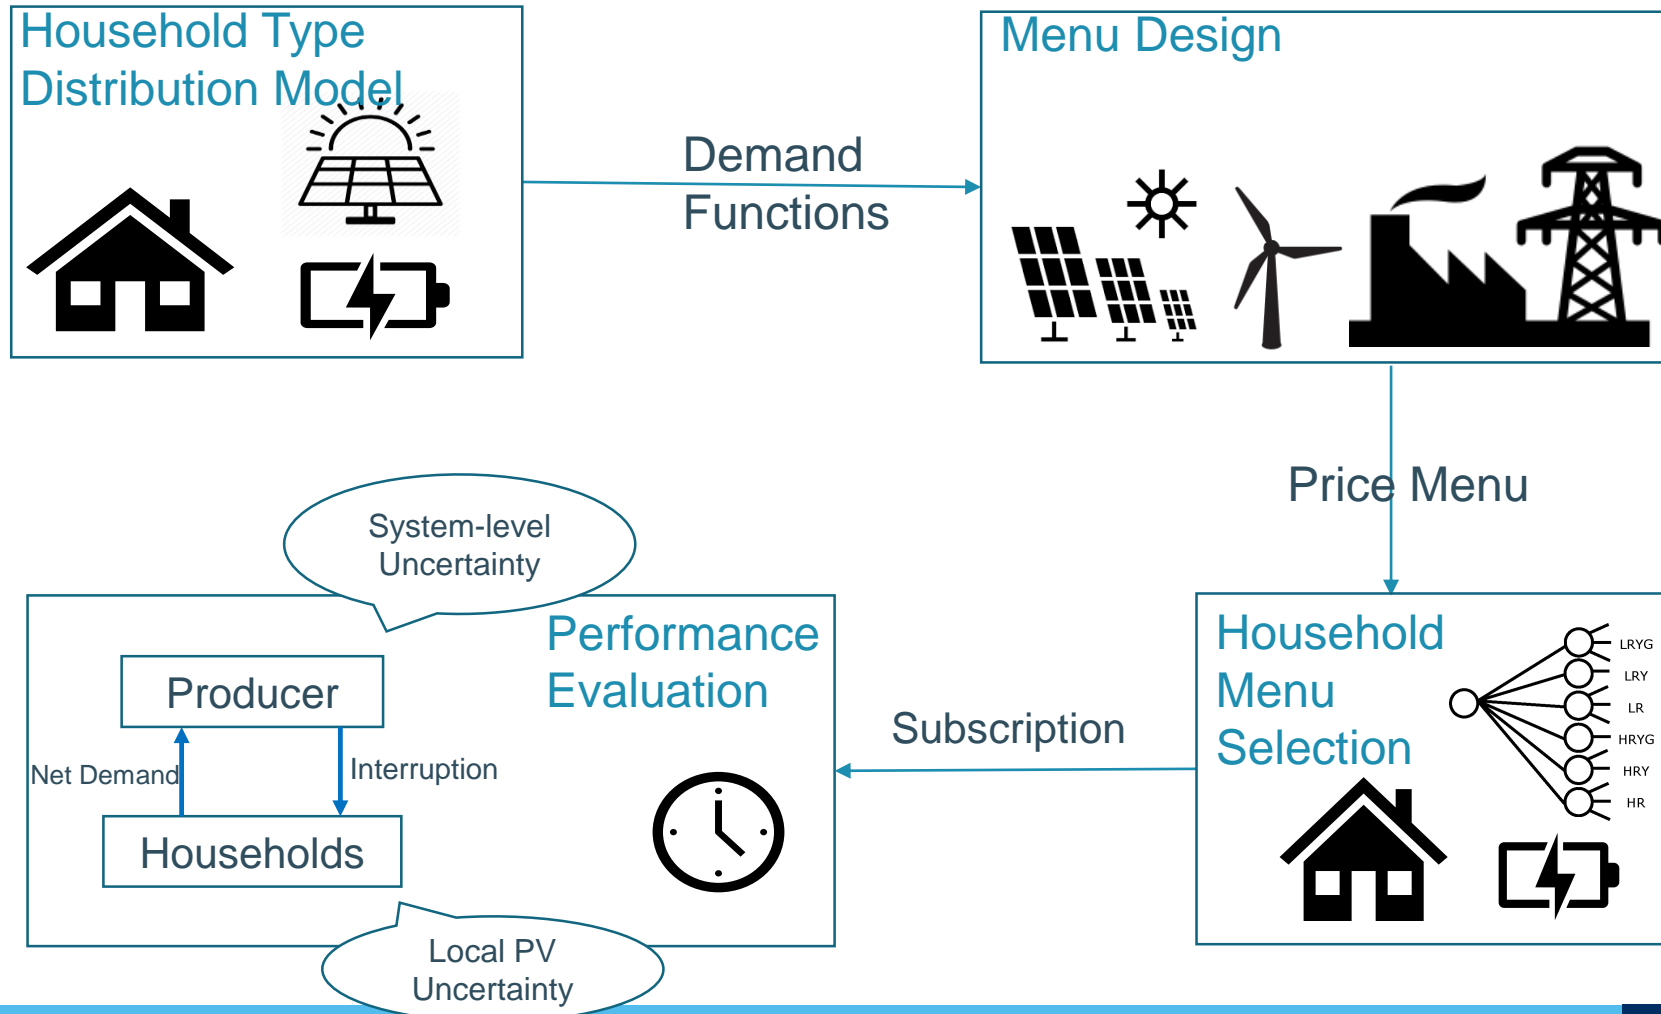 Household Type
Distribution Model
Demand
Functions
Menu Design
Price Menu
Household
Menu
Selection
LRYG
LRY
LR
HRYG
HRY
HR
Subscription
Performance
Evaluation
System-level
Uncertainty
Producer
Net Demand
Interruption
Households
Local PV
Uncertainty